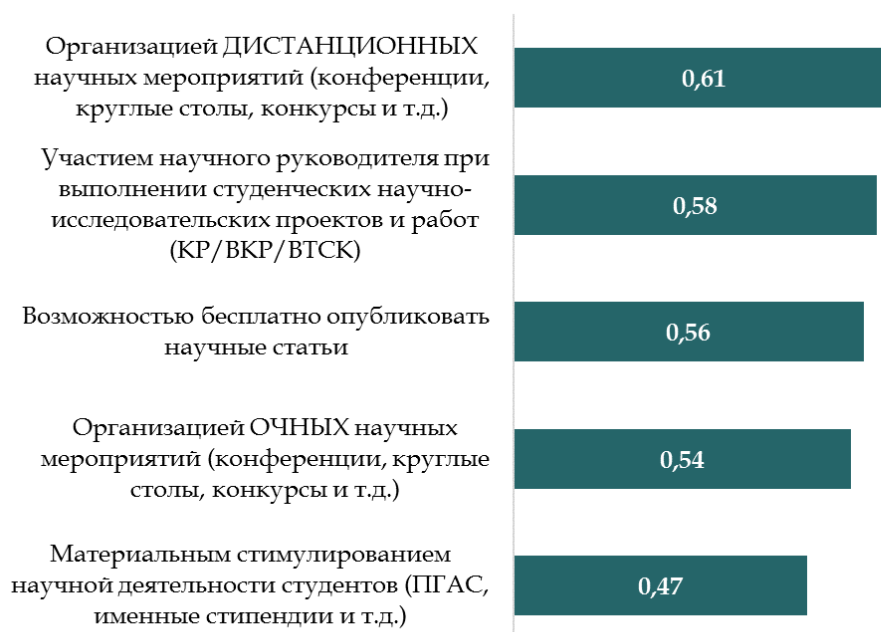 Организацией ДИСТАНЦИОННЫХ
научных мероприятий (конференции,
круглые столы, конкурсы и т.д.)
0,61
Участием научного руководителя при
выполнении студенческих научно-
исследовательских проектов и работ
(КР/ВКР/ВТСК)
0,58
Возможностью бесплатно опубликовать
научные статьи
0,56
Организацией ОЧНЫХ научных
мероприятий (конференции, круглые
столы, конкурсы и т.д.)
0,54
Материальным стимулированием
научной деятельности студентов (ПГАС,
именные стипендии и т.д.)
0,47